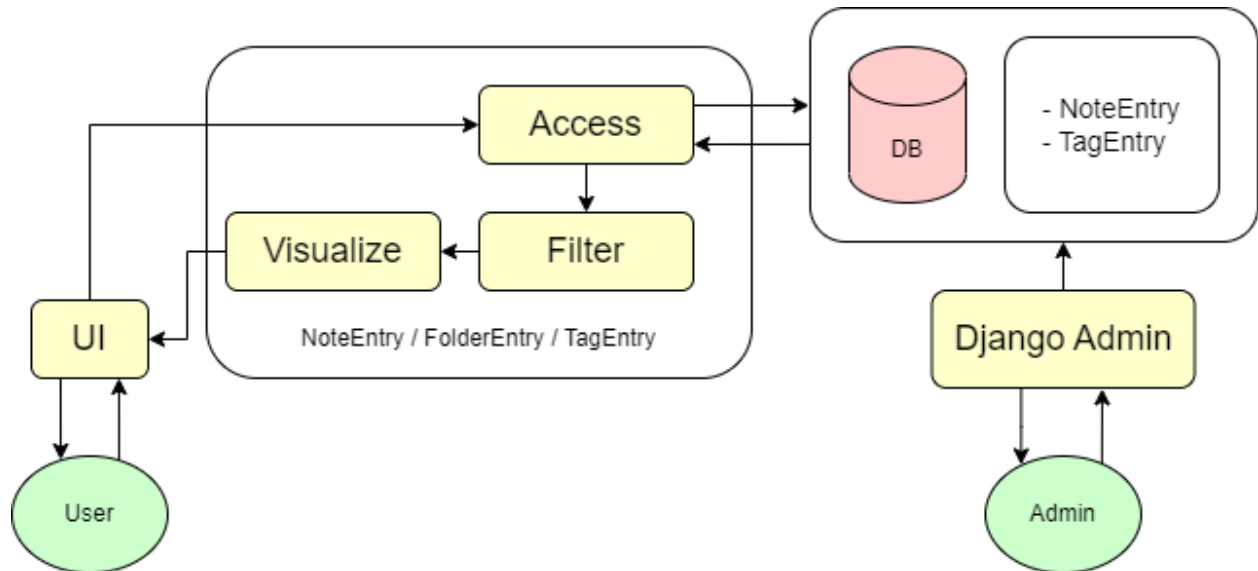 Access
DB
- NoteEntry
- TagEntry
Visualize
Filter
NoteEntry / FolderEntry / TagEntry
UI
Django Admin
User
Admin